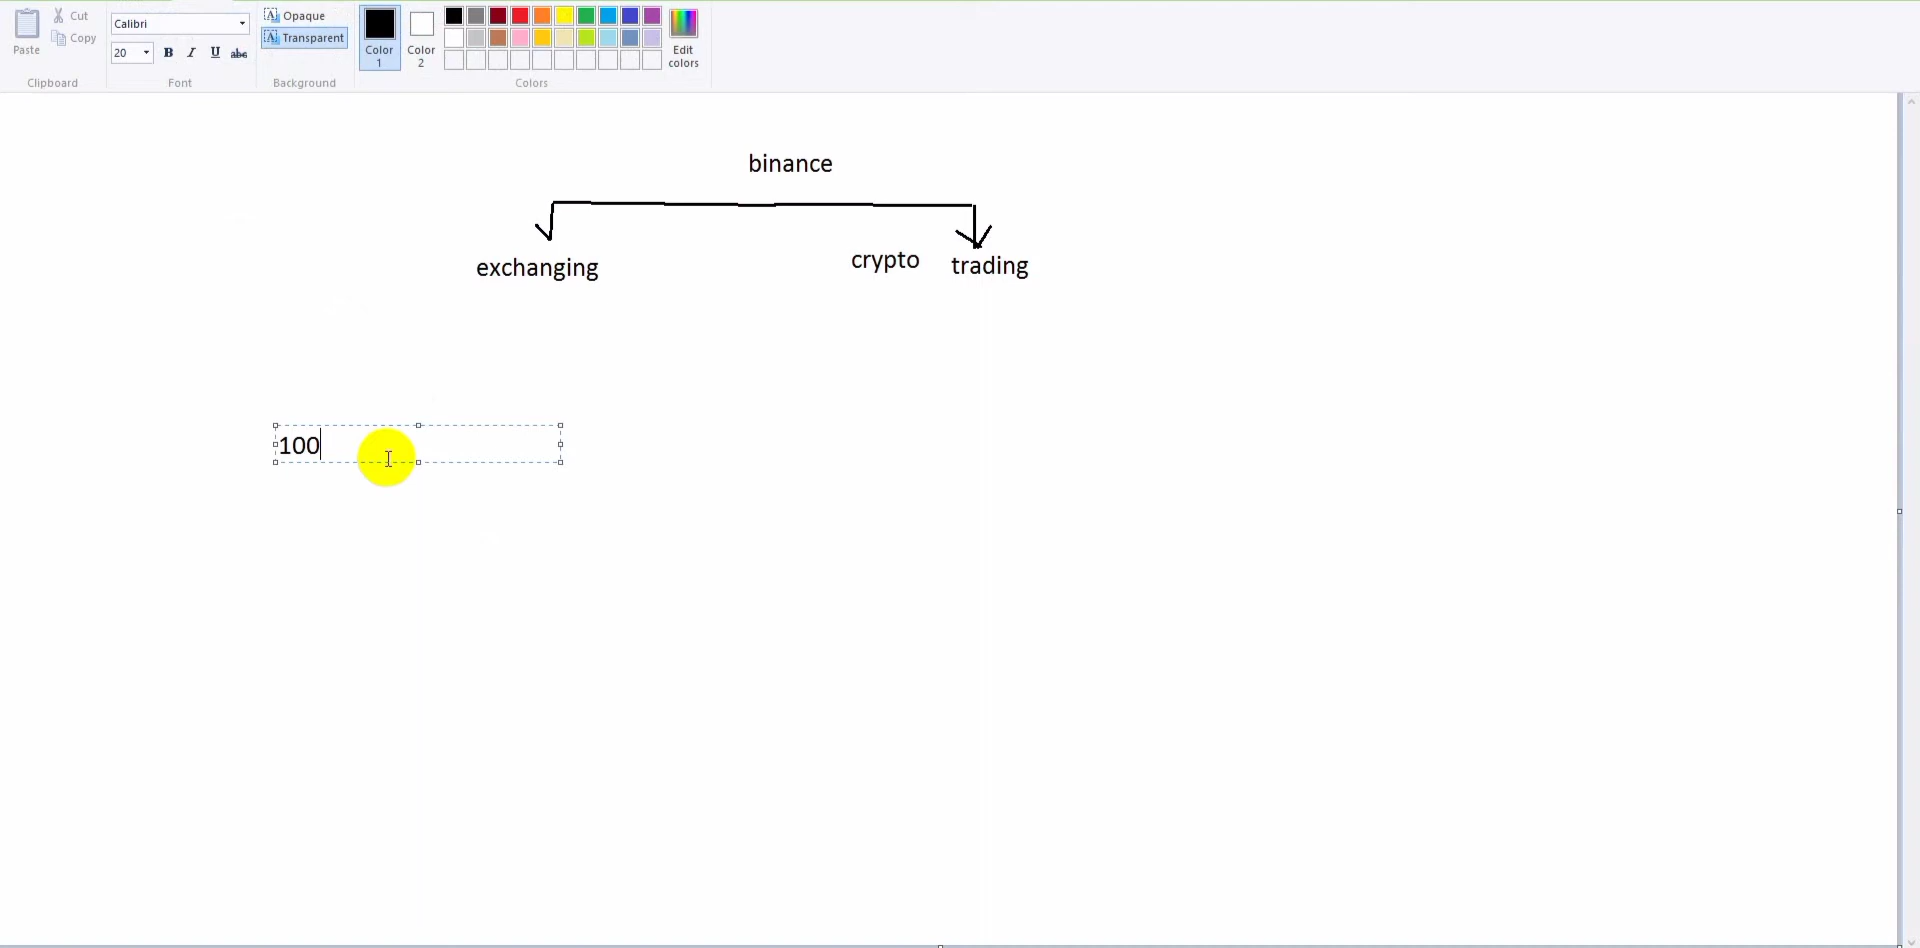 Paste
Cut
Copy
Clipboard
Calibri
20
B I U abc
Font
A Opaque
A Transparent
Background
Color 1
Color 2
Edit colors
Colors
binance
exchanging
crypto trading
100